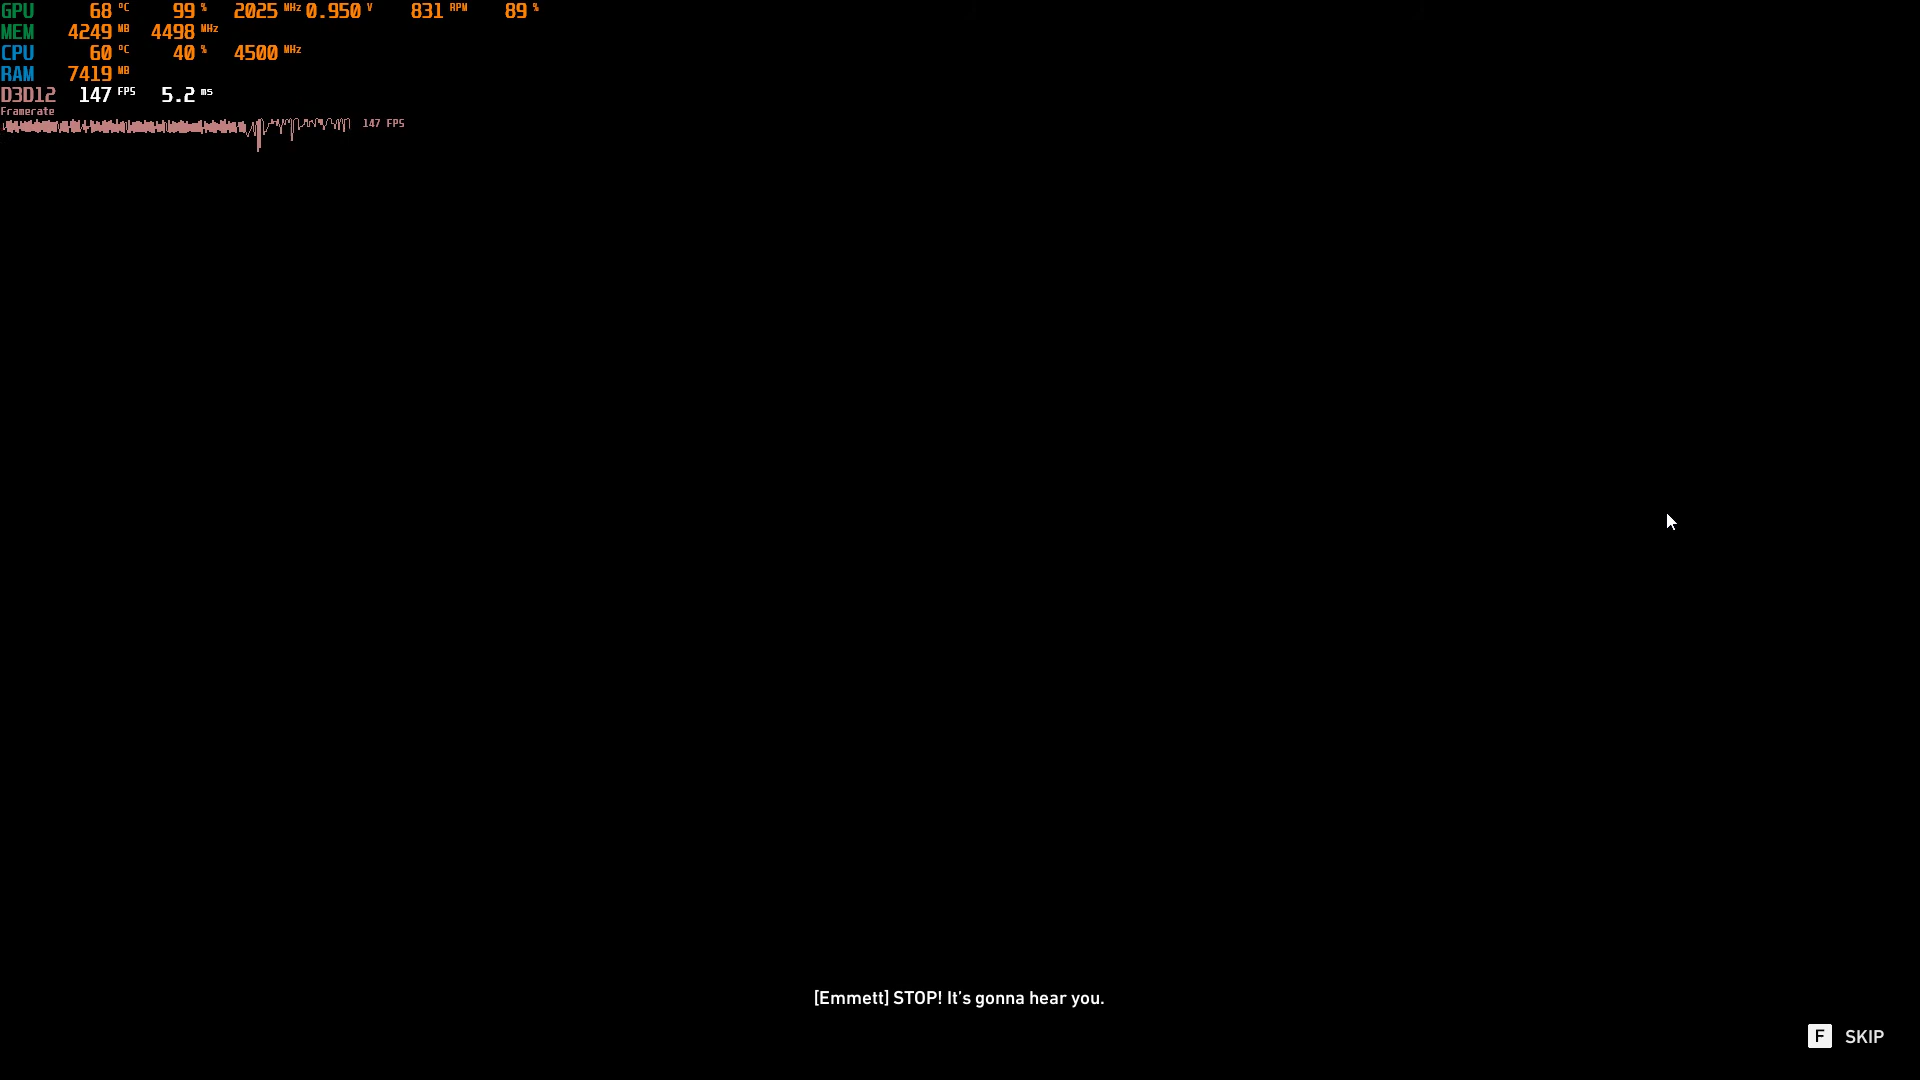 GPU 68 °C 99 % 2025 MHz 0.950 V 831 RPM 89 %
MEM 4249 MB 4498 MHz
CPU 60 °C 40 % 4500 MHz
RAM 7419 MB
D3D12 147 FPS 5.2 ms
Framerate
147 FPS
[Emmett] STOP! It's gonna hear you.
F SKIP